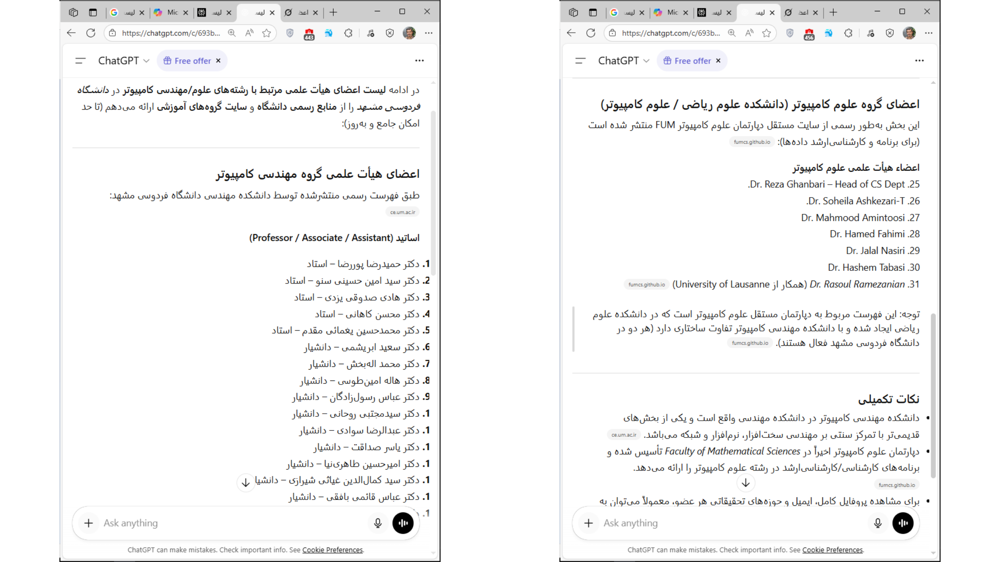 لیس
Mic
لیس
لیس
اعض
https://chatgpt.com/c/693b...
443
ChatGPT
Free offer
در ادامه لیست اعضای هیأت علمی مرتبط با رشته‌های علوم/مهندسی کامپیوتر در دانشگاه
فردوسی مشهد را از منابع رسمی دانشگاه و سایت گروه‌های آموزشی ارائه می‌دهم (تا حد
امکان جامع و به‌روز):
اعضای هیأت علمی گروه مهندسی کامپیوتر
طبق فهرست رسمی منتشرشده توسط دانشکده مهندسی دانشگاه فردوسی مشهد:
ce.um.ac.ir
اساتید (Professor / Associate / Assistant)
1. دکتر حمیدرضا پوررضا – استاد
2. دکتر سید امین حسینی سنو – استاد
3. دکتر هادی صدوقی یزدی – استاد
4. دکتر محسن کاهانی – استاد
5. دکتر محمدحسین یغمائی مقدم – استاد
6. دکتر سعید ابریشمی – دانشیار
7. دکتر محمد اله‌بخش – دانشیار
8. دکتر هاله امین‌طوسی – دانشیار
9. دکتر عباس رسول‌زادگان – دانشیار
1. دکتر سیدمجتبی روحانی – دانشیار
1. دکتر عبدالرضا سوادی – دانشیار
1. دکتر یاسر صداقت – دانشیار
1. دکتر امیرحسین طاهری‌نیا – دانشیار
1. دکتر سید کمال‌الدین غیاثی شیرازی – دانشیا
1. دکتر عباس قائمی بافقی – دانشیار
1.
Ask anything
ChatGPT can make mistakes. Check important info. See Cookie Preferences.
لیس
Mic
لیس
لیس
اعض
https://chatgpt.com/c/693b...
456
ChatGPT
Free offer
اعضای گروه علوم کامپیوتر (دانشکده علوم ریاضی / علوم کامپیوتر)
این بخش به‌طور رسمی از سایت مستقل دپارتمان علوم کامپیوتر FUM منتشر شده است
(برای برنامه و کارشناسی‌ارشد داده‌ها): fumcs.github.io
اعضاء هیأت علمی علوم کامپیوتر
25. Dr. Reza Ghanbari – Head of CS Dept.
26. Dr. Soheila Ashkezari-T.
27. Dr. Mahmood Amintoosi
28. Dr. Hamed Fahimi
29. Dr. Jalal Nasiri
30. Dr. Hashem Tabasi
31. Dr. Rasoul Ramezanian (همکار از University of Lausanne) fumcs.github.io
توجه: این فهرست مربوط به دپارتمان مستقل علوم کامپیوتر است که در دانشکده علوم
ریاضی ایجاد شده و با دانشکده مهندسی کامپیوتر تفاوت ساختاری دارد (هر دو در
دانشگاه فردوسی مشهد فعال هستند). fumcs.github.io
نکات تکمیلی
• دانشکده مهندسی کامپیوتر در دانشکده مهندسی واقع است و یکی از بخش‌های
قدیمی‌تر با تمرکز سنتی بر مهندسی سخت‌افزار، نرم‌افزار و شبکه می‌باشد. ce.um.ac.ir
• دپارتمان علوم کامپیوتر اخیراً در Faculty of Mathematical Sciences تأسیس شده و
برنامه‌های کارشناسی/کارشناسی‌ارشد در رشته علوم کامپیوتر را ارائه می‌دهد.
fumcs.github.io
• برای مشاهده پروفایل کامل، ایمیل و حوزه‌های تحقیقاتی هر عضو، معمولاً می‌توان به
Ask anything
ChatGPT can make mistakes. Check important info. See Cookie Preferences.